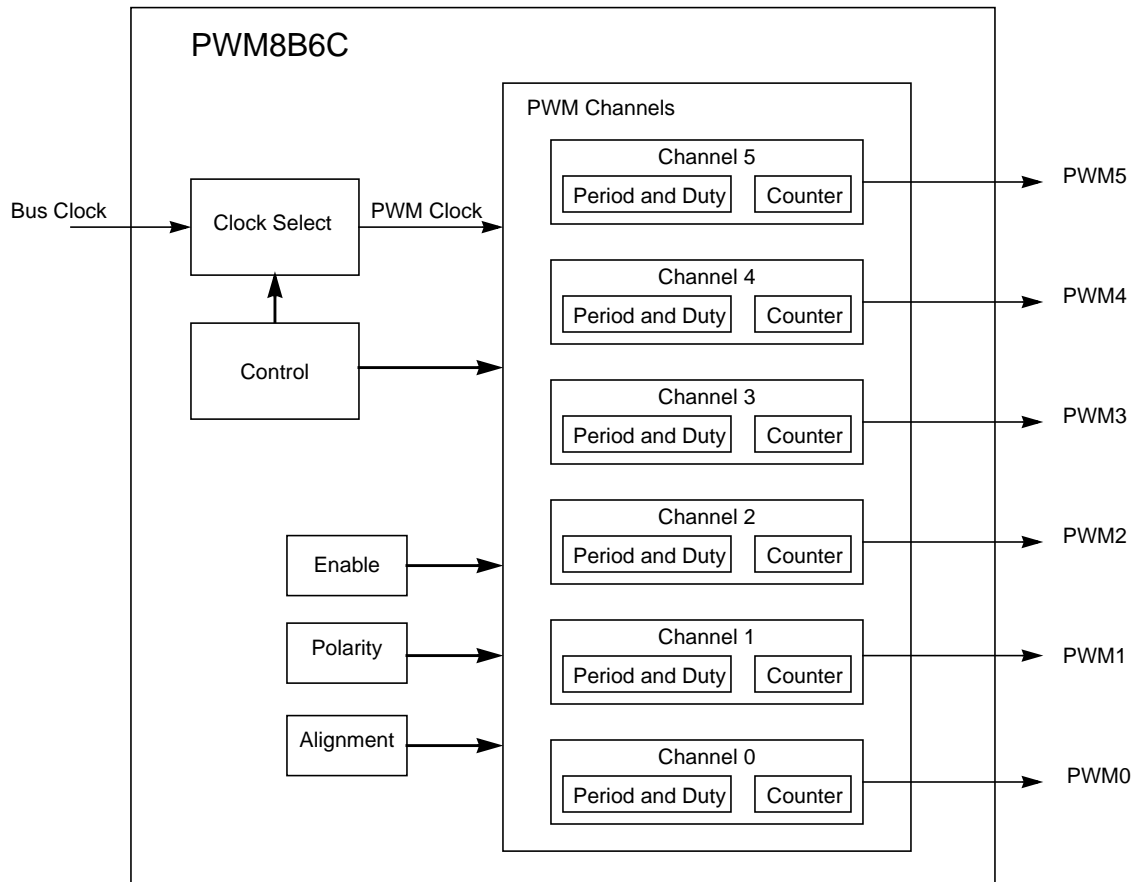 PWM8B6C
PWM Channels
Channel 5
Period and Duty
Counter
PWM5
Bus Clock
Clock Select
PWM Clock
Channel 4
Period and Duty
Counter
PWM4
Control
Channel 3
Period and Duty
Counter
PWM3
Channel 2
Period and Duty
Counter
PWM2
Enable
Channel 1
Period and Duty
Counter
PWM1
Polarity
Alignment
Channel 0
Period and Duty
Counter
PWM0